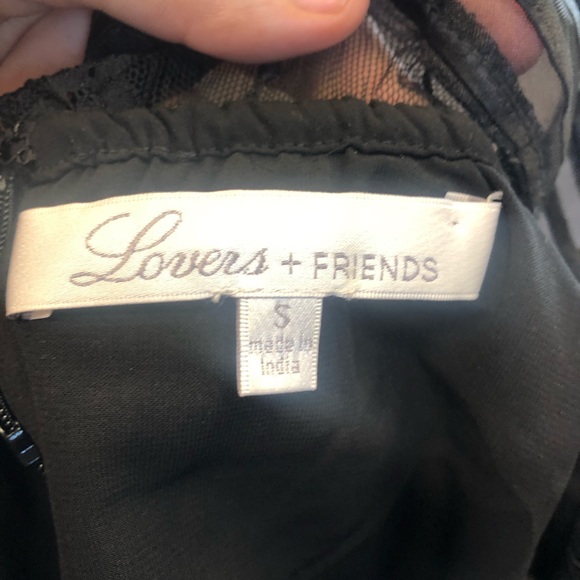 Lovers + FRIENDS
S
made in
India